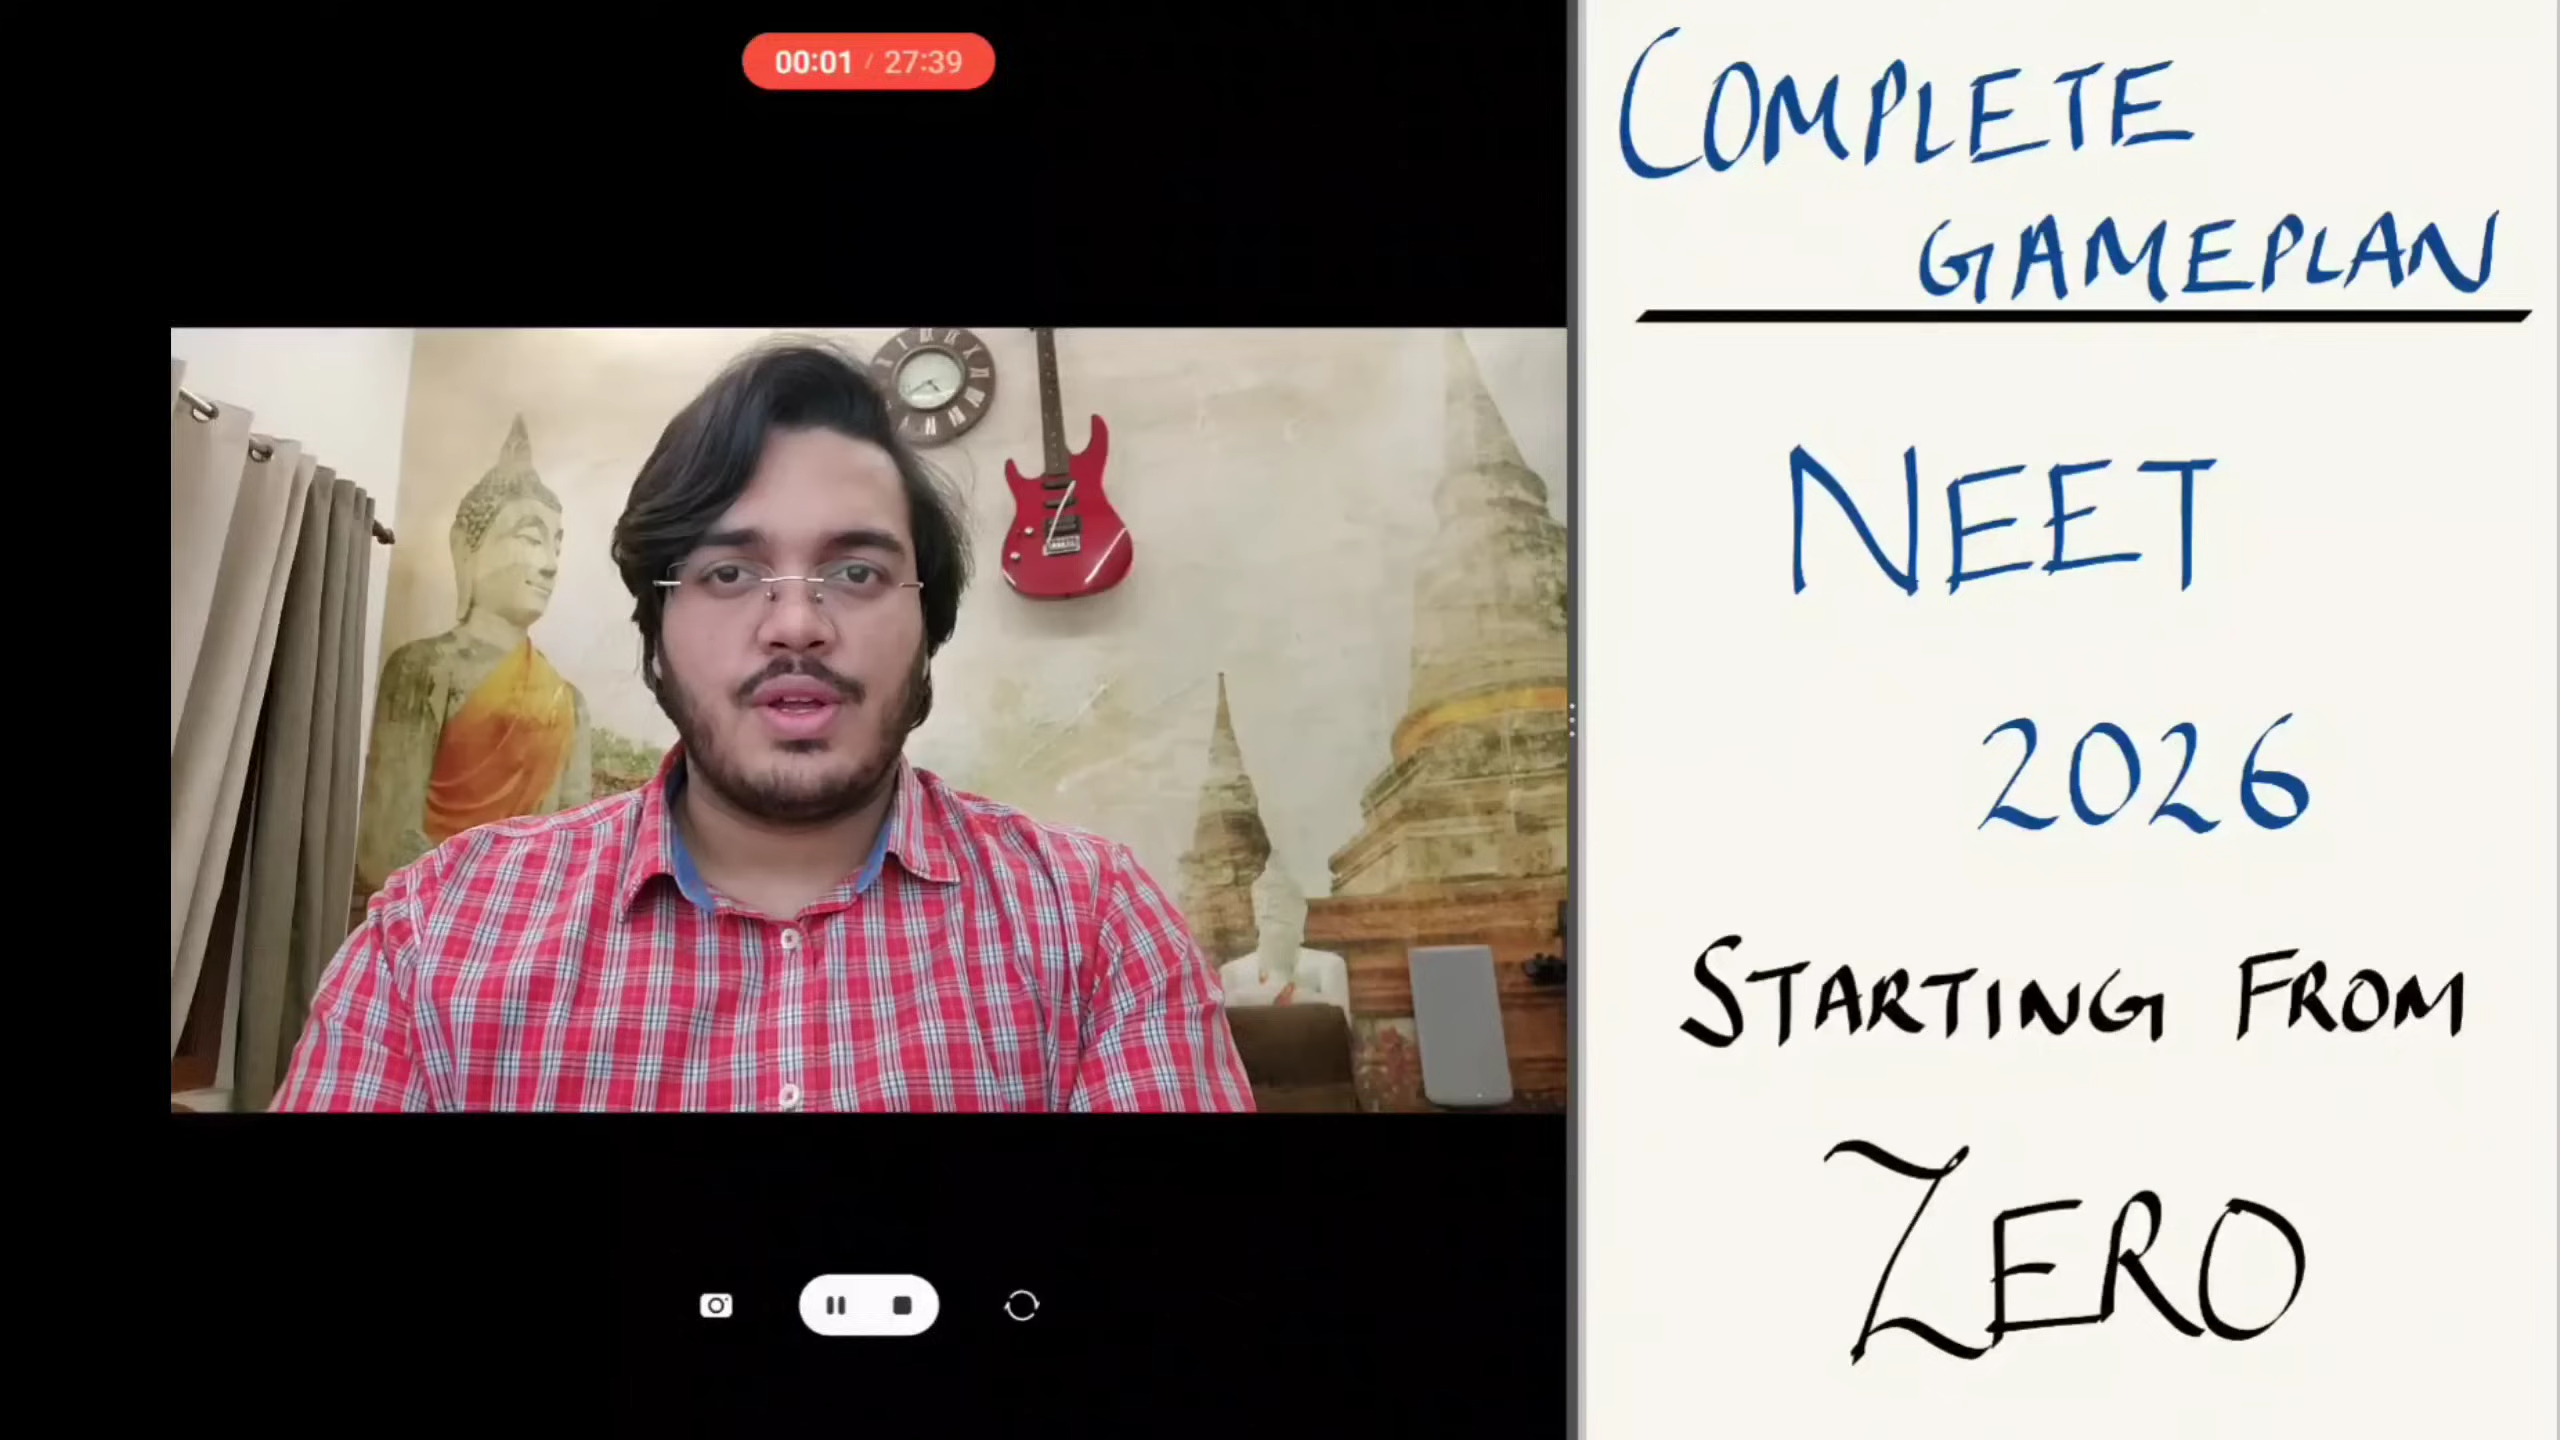 00:01 / 27:39
COMPLETE
GAMEPLAN
NEET
2026
STARTING FROM
ZERO